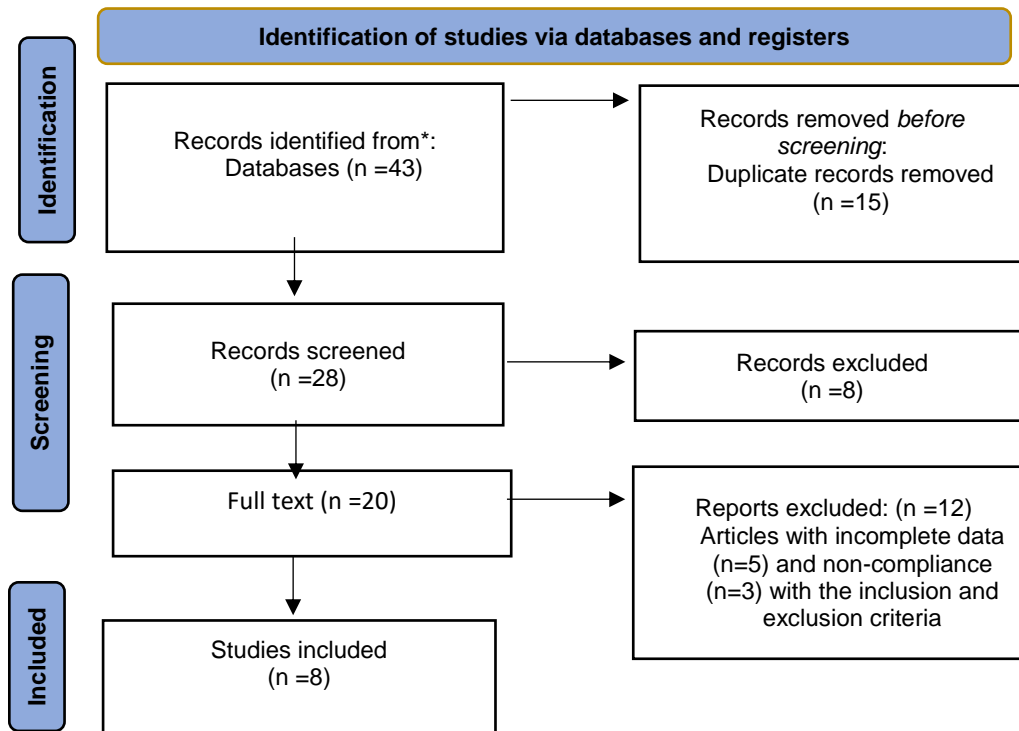 Identification of studies via databases and registers
Identification
Records identified from*:
Databases (n =43)
Records removed before
screening:
Duplicate records removed
(n =15)
Screening
Records screened
(n =28)
Records excluded
(n =8)
Full text (n =20)
Reports excluded: (n =12)
Articles with incomplete data
(n=5) and non-compliance
(n=3) with the inclusion and
exclusion criteria
Included
Studies included
(n =8)